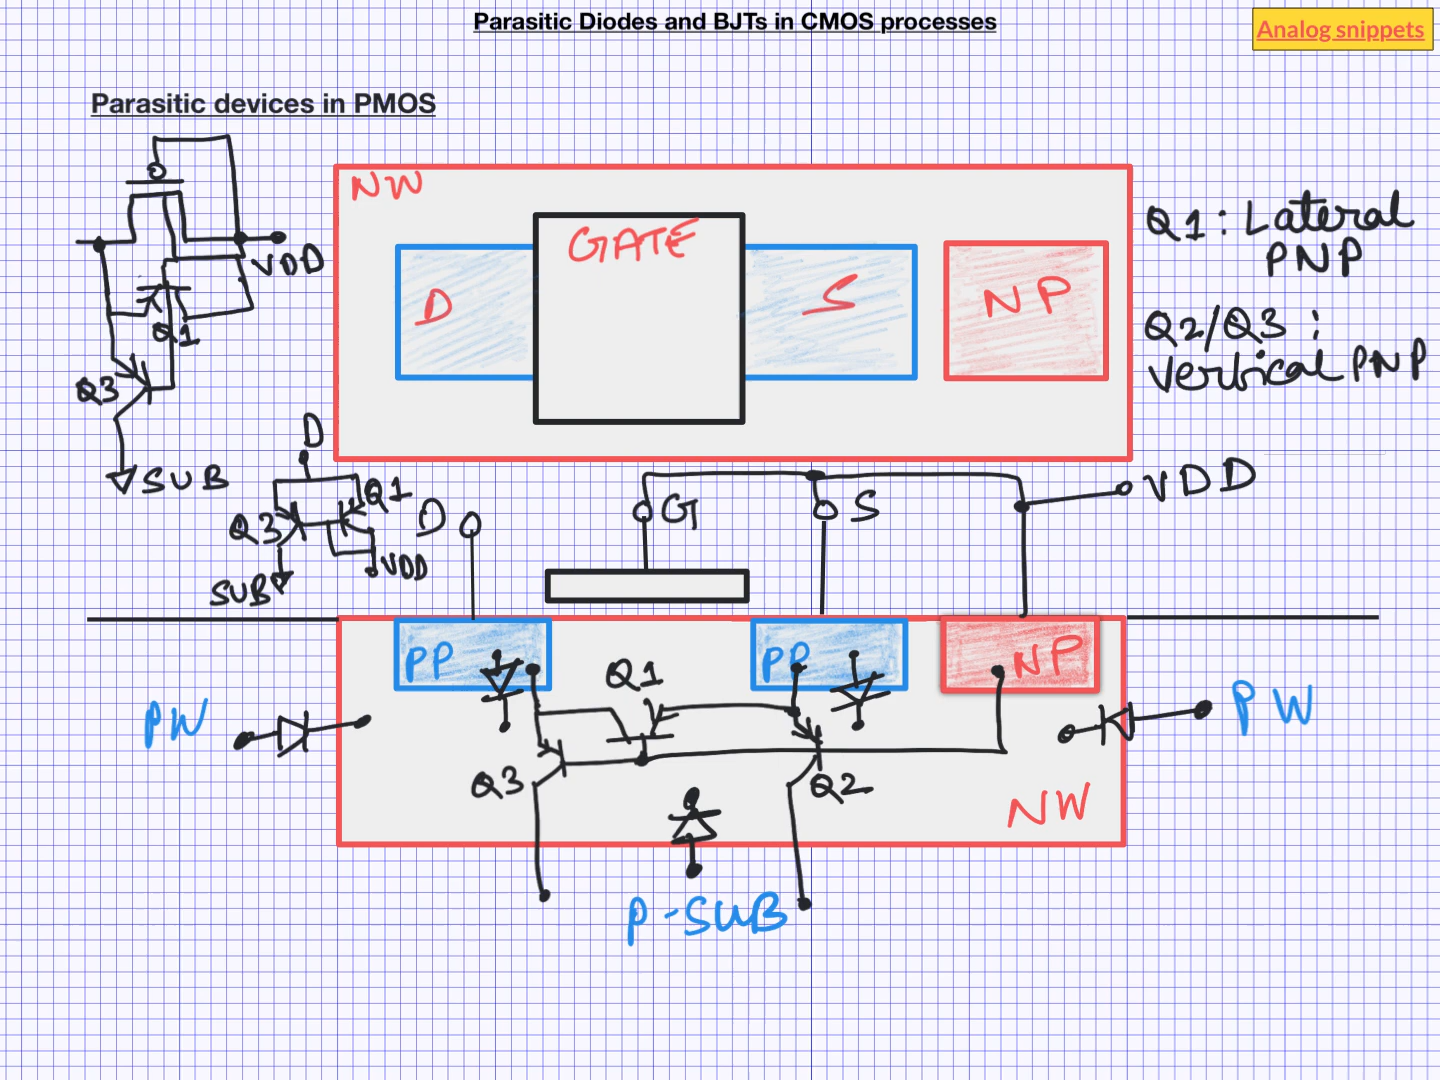 Parasitic Diodes and BJTs in CMOS processes
Analog snippets
Parasitic devices in PMOS
NW
GATE
D
S
NP
VDD
Q1
Q3
SUB
Q1: Lateral
PNP
Q2/Q3:
Vertical PNP
D
Q1
Q3
SUB
VDD
D
G
S
VDD
PP
Q1
PP
NP
PW
PW
Q3
Q2
NW
P-SUB